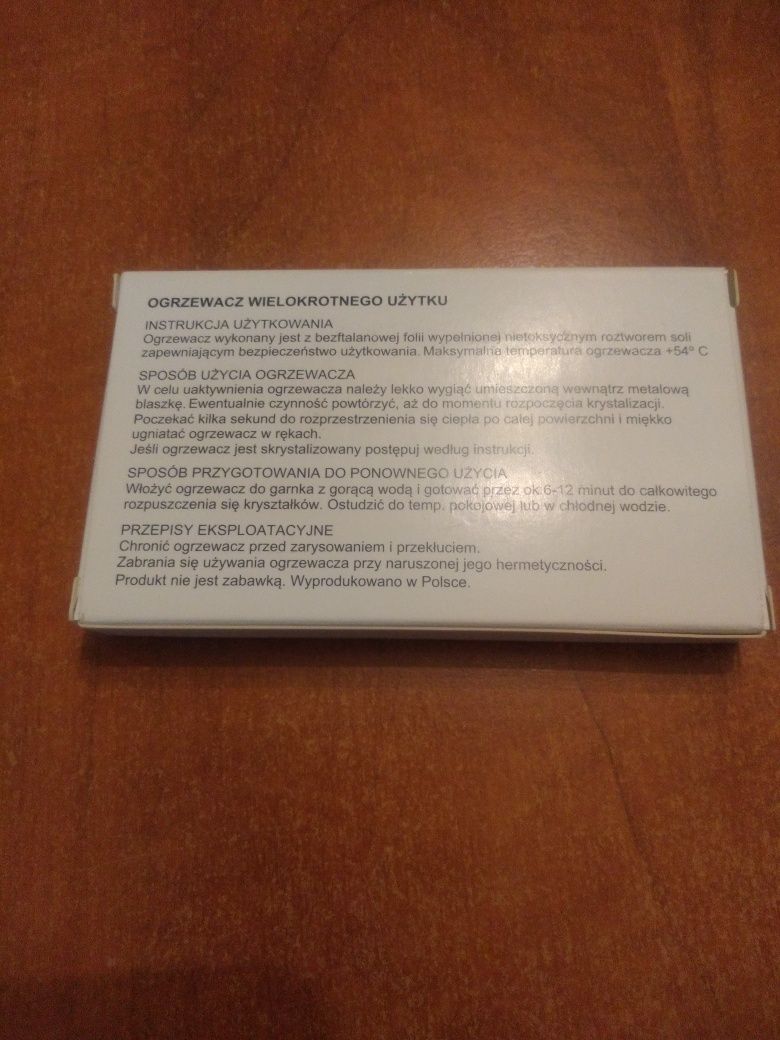 OGRZEWACZ WIELOKROTNEGO UŻYTKU
INSTRUKCJA UŻYTKOWANIA
Ogrzewacz wykonany jest z bezftalanowej folii wypełnionej nietoksycznym roztworem soli
zapewniającym bezpieczeństwo użytkowania. Maksymalna temperatura ogrzewacza +54º C
SPOSÓB UŻYCIA OGRZEWACZA
W celu uaktywnienia ogrzewacza należy lekko wygiąć umieszczoną wewnątrz metalową
blaszkę. Ewentualnie czynność powtórzyć, aż do momentu rozpoczęcia krystalizacji.
Poczekać kilka sekund do rozprzestrzenienia się ciepła po całej powierzchni i miękko
ugniatać ogrzewacz w rękach.
Jeśli ogrzewacz jest skrystalizowany postępuj według instrukcji.
SPOSÓB PRZYGOTOWANIA DO PONOWNEGO UŻYCIA
Włożyć ogrzewacz do garnka z gorącą wodą i gotować przez ok.6-12 minut do całkowitego
rozpuszczenia się kryształków. Ostudzić do temp. pokojowej lub w chłodnej wodzie.
PRZEPISY EKSPLOATACYJNE
Chronić ogrzewacz przed zarysowaniem i przekłuciem.
Zabrania się używania ogrzewacza przy naruszonej jego hermetyczności.
Produkt nie jest zabawką. Wyprodukowano w Polsce.